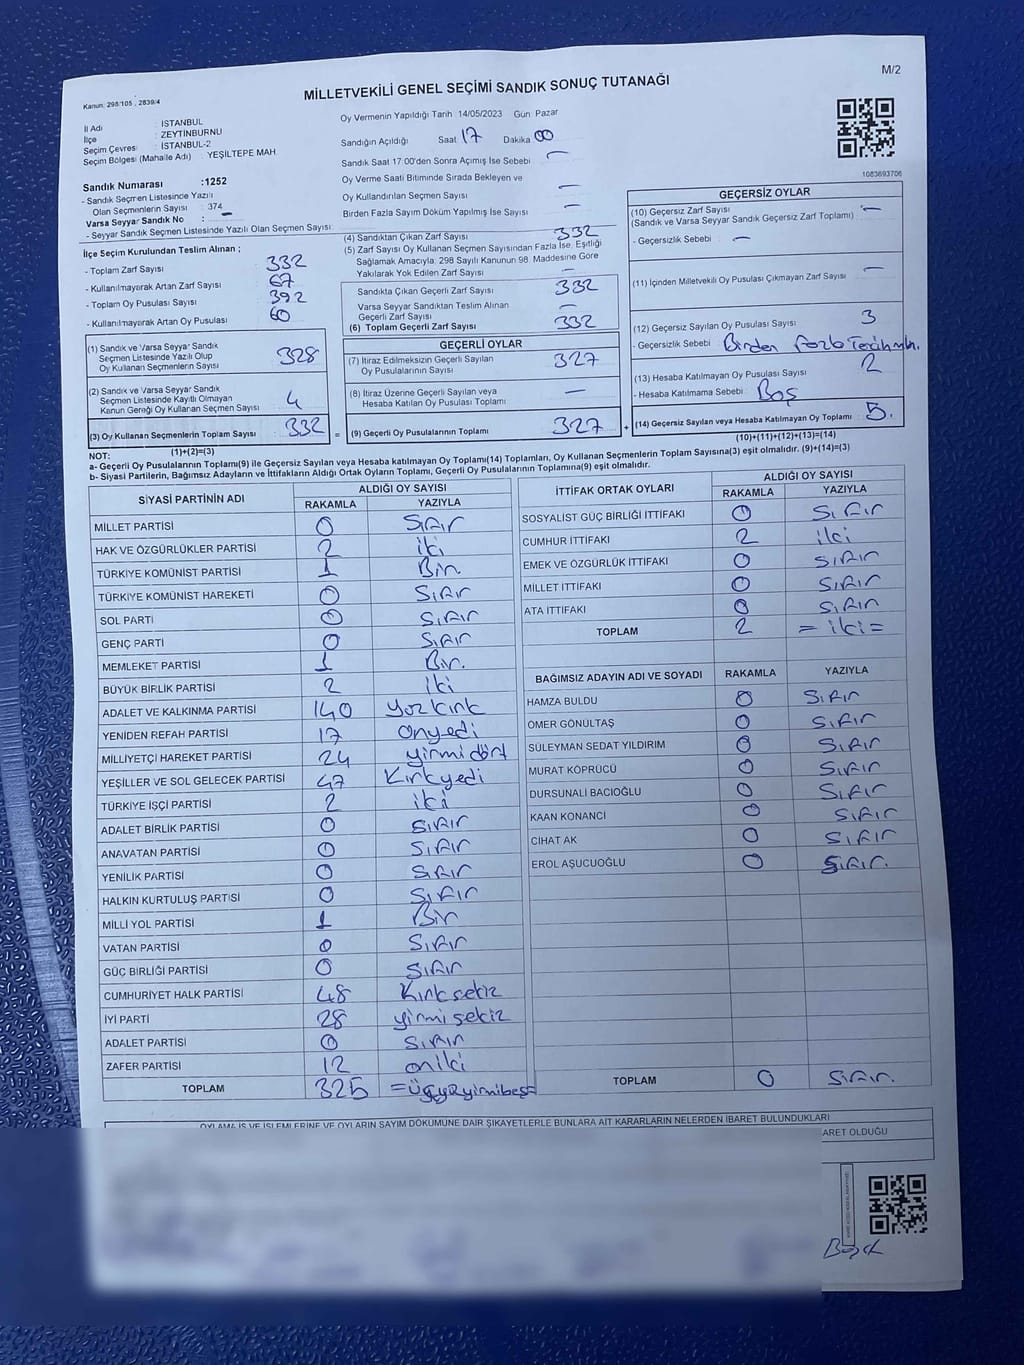 M/2
Kanun: 298/105 , 2839/4
MİLLETVEKİLİ GENEL SEÇİMİ SANDIK SONUÇ TUTANAĞI
İl Adı : İSTANBUL
İlçe : ZEYTİNBURNU
Seçim Çevresi : İSTANBUL-2
Seçim Bölgesi (Mahalle Adı) : YEŞİLTEPE MAH.
Sandık Numarası :1252
- Sandık Seçmen Listesinde Yazılı
Olan Seçmenlerin Sayısı : 374
Varsa Seyyar Sandık No : -
- Seyyar Sandık Seçmen Listesinde Yazılı Olan Seçmen Sayısı:
Oy Vermenin Yapıldığı Tarih 14/05/2023 Gün: Pazar
Sandığın Açıldığı Saat 17 Dakika 00
Sandık Saat 17:00'den Sonra Açımış İse Sebebi -
Oy Verme Saati Bitiminde Sırada Bekleyen ve
Oy Kullandırılan Seçmen Sayısı -
Birden Fazla Sayım Döküm Yapılmış İse Sayısı -
1083693706
İlçe Seçim Kurulundan Teslim Alınan ;
- Toplam Zarf Sayısı : 332
- Kullanılmayarak Artan Zarf Sayısı : 67
- Toplam Oy Pusulası Sayısı : 392
- Kullanılmayarak Artan Oy Pusulası : 60
(1) Sandık ve Varsa Seyyar Sandık
Seçmen Listesinde Yazılı Olup
Oy Kullanan Seçmenlerin Sayısı : 328
(2) Sandık ve Varsa Seyyar Sandık
Seçmen Listesinde Kayıtlı Olmayan
Kanun Gereği Oy Kullanan Seçmen Sayısı : 4
(3) Oy Kullanan Seçmenlerin Toplam Sayısı : 332
(1)+(2)=(3)
(4) Sandıktan Çıkan Zarf Sayısı : 332
(5) Zarf Sayısı Oy Kullanan Seçmen Sayısından Fazla İse, Eşitliği
Sağlamak Amacıyla; 298 Sayılı Kanunun 98. Maddesine Göre
Yakılarak Yok Edilen Zarf Sayısı : -
Sandıkta Çıkan Geçerli Zarf Sayısı : 332
Varsa Seyyar Sandıktan Teslim Alınan
Geçerli Zarf Sayısı : -
(6) Toplam Geçerli Zarf Sayısı : 332
GEÇERLİ OYLAR
(7) İtiraz Edilmeksizin Geçerli Sayılan
Oy Pusulalarının Sayısı : 327
(8) İtiraz Üzerine Geçerli Sayılan veya
Hesaba Katılan Oy Pusulası Toplamı : -
= (9) Geçerli Oy Pusulalarının Toplamı : 327 +
GEÇERSİZ OYLAR
(10) Geçersiz Zarf Sayısı : -
(Sandık ve Varsa Seyyar Sandık Geçersiz Zarf Toplamı)
- Geçersizlik Sebebi : -
(11) İçinden Milletvekili Oy Pusulası Çıkmayan Zarf Sayısı : -
(12) Geçersiz Sayılan Oy Pusulası Sayısı : 3
- Geçersizlik Sebebi : Birden fazla
(13) Hesaba Katılmayan Oy Pusulası Sayısı : 2
- Hesaba Katılmama Sebebi : Boş
(14) Geçersiz Sayılan veya Hesaba Katılmayan Oy Toplamı : 5.
(10)+(11)+(12)+(13)=(14)
NOT:
a- Geçerli Oy Pusulalarının Toplamı(9) ile Geçersiz Sayılan veya Hesaba katılmayan Oy Toplamı(14) Toplamları, Oy Kullanan Seçmenlerin Toplam Sayısına(3) eşit olmalıdır. (9)+(14)=(3)
b- Siyasi Partilerin, Bağımsız Adayların ve İttifakların Aldığı Ortak Oyların Toplamı, Geçerli Oy Pusulalarının Toplamına(9) eşit olmalıdır.
SİYASİ PARTİNİN ADI ALDIĞI OY SAYISI
RAKAMLA YAZIYLA
MİLLET PARTİSİ 0 Sıfır
HAK VE ÖZGÜRLÜKLER PARTİSİ 2 iki
TÜRKİYE KOMÜNİST PARTİSİ 1 Bir.
TÜRKİYE KOMÜNİST HAREKETİ 0 Sıfır
SOL PARTİ 0 Sıfır
GENÇ PARTİ 0 Sıfır
MEMLEKET PARTİSİ 1 Bir.
BÜYÜK BİRLİK PARTİSİ 2 iki
ADALET VE KALKINMA PARTİSİ 140 yüzkırk
YENİDEN REFAH PARTİSİ 17 onyedi
MİLLİYETÇİ HAREKET PARTİSİ 24 yirmi dört
YEŞİLLER VE SOL GELECEK PARTİSİ 47 Kırkyedi
TÜRKİYE İŞÇİ PARTİSİ 2 iki
ADALET BİRLİK PARTİSİ 0 Sıfır
ANAVATAN PARTİSİ 0 Sıfır
YENİLİK PARTİSİ 0 Sıfır
HALKIN KURTULUŞ PARTİSİ 0 Sıfır
MİLLİ YOL PARTİSİ 1 Bir
VATAN PARTİSİ 0 Sıfır
GÜÇ BİRLİĞİ PARTİSİ 0 Sıfır
CUMHURİYET HALK PARTİSİ 48 Kırksekiz
İYİ PARTİ 28 yirmisekiz
ADALET PARTİSİ 0 Sıfır
ZAFER PARTİSİ 12 oniki
TOPLAM 325 =üçyüzyirmibeş=
İTTİFAK ORTAK OYLARI ALDIĞI OY SAYISI
RAKAMLA YAZIYLA
SOSYALİST GÜÇ BİRLİĞİ İTTİFAKI 0 Sıfır
CUMHUR İTTİFAKI 2 iki
EMEK VE ÖZGÜRLÜK İTTİFAKI 0 Sıfır
MİLLET İTTİFAKI 0 Sıfır
ATA İTTİFAKI 0 Sıfır
TOPLAM 2 = iki =
BAĞIMSIZ ADAYIN ADI VE SOYADI RAKAMLA YAZIYLA
HAMZA BULDU 0 Sıfır
ÖMER GÖNÜLTAŞ 0 Sıfır
SÜLEYMAN SEDAT YILDIRIM 0 Sıfır
MURAT KÖPRÜCÜ 0 Sıfır
DURSUNALİ BACIOĞLU 0 Sıfır
KAAN KONANCİ 0 Sıfır
CİHAT AK 0 Sıfır
EROL AŞUCUOĞLU 0 Sıfır.
TOPLAM 0 Sıfır.
OYLAMA İŞ VE İŞLEMLERİNE VE OYLARIN SAYIM DÖKÜMÜNE DAİR ŞİKAYETLERLE BUNLARA AİT KARARLARIN NELERDEN İBARET BULUNDUKLARI
ARET OLDUĞU